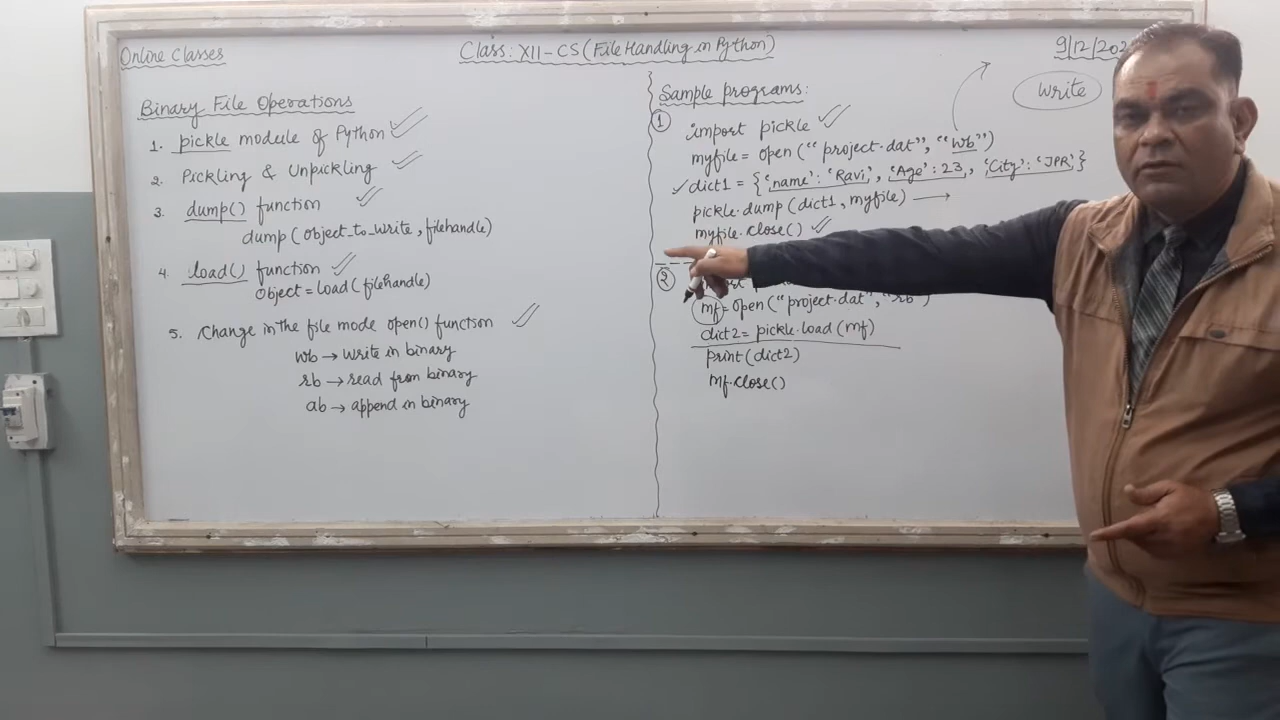 Online Classes
Class: XII-CS (File Handling in Python)
9/12/202
Binary File Operations
1. pickle module of Python
2. Pickling & Unpickling
3. dump() function
dump( object_to_write, filehandle)
4. load() function
Object = load( filehandle)
5. Change in the file mode open() function
wb → write in binary
rb → read from binary
ab → append in binary
Sample programs:
write
1
import pickle
myfile = open(" project.dat", "wb")
dict1 = {'name': 'Ravi', 'Age': 23, 'City': 'JPR'}
pickle.dump (dict1, myfile)
myfile.close()
2
mf = open("project.dat", "rb")
dict2 = pickle.load (mf)
print (dict2)
mf.close()